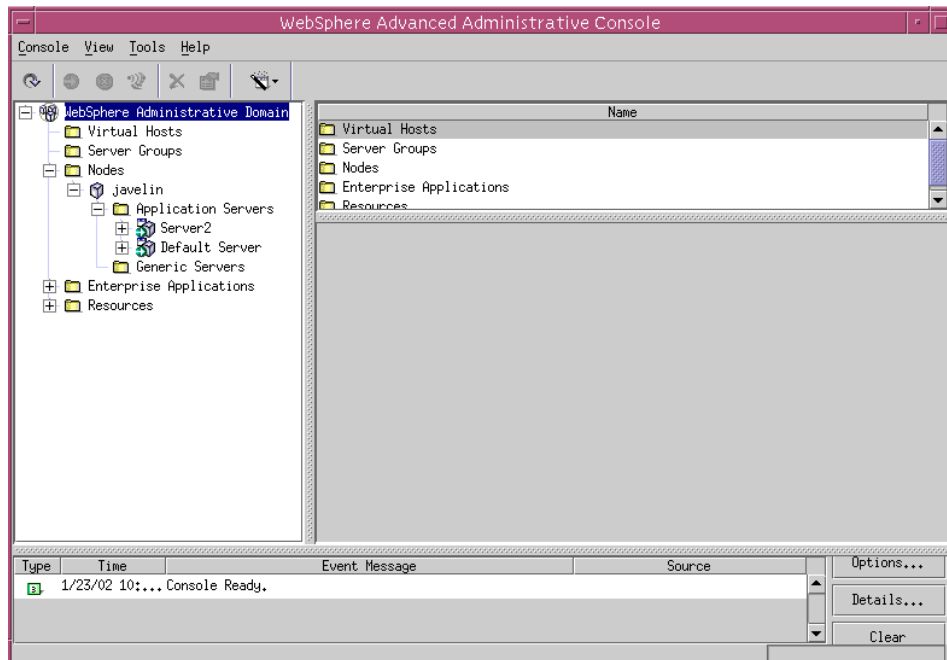 WebSphere Advanced Administrative Console
Console View Tools Help
WebSphere Administrative Domain
Virtual Hosts
Server Groups
Nodes
javelin
Application Servers
Server2
Default Server
Generic Servers
Enterprise Applications
Resources
Name
Virtual Hosts
Server Groups
Nodes
Enterprise Applications
Resources
Type Time Event Message Source
1/23/02 10:... Console Ready.
Options...
Details...
Clear